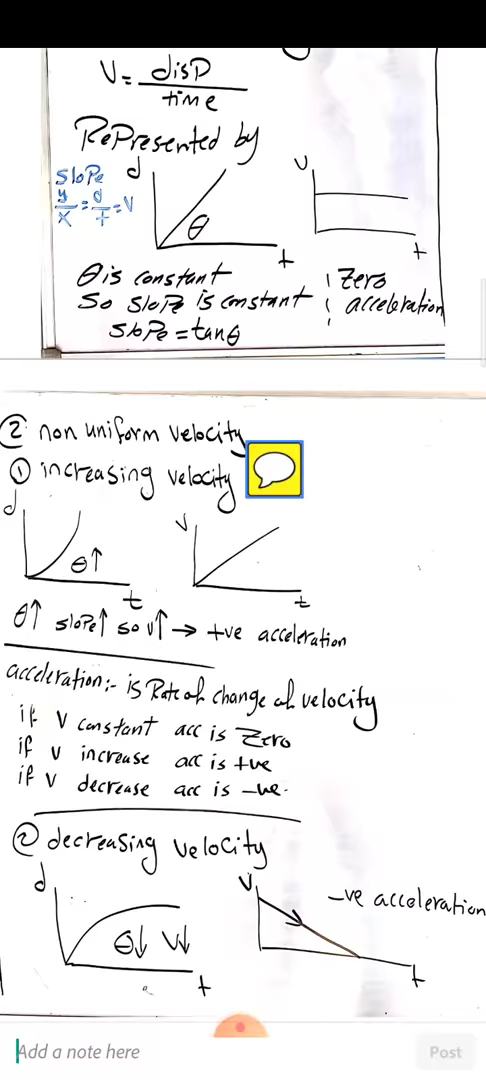 V = disp
time
Represented by
slope
y/x = d/t = V
d
θ
t
V
t
θ is constant
So slope is constant
slope = tanθ
Zero
acceleration
② non uniform velocity
① increasing velocity
d
θ↑
t
V
t
θ↑ slope↑ so v↑ → +ve acceleration
acceleration:- is Rate of change of velocity
if V constant acc is Zero
if v increase acc is +ve
if v decrease acc is -ve.
② decreasing velocity
d
θ↓ V↓
t
V
-ve acceleration
t
Add a note here
Post